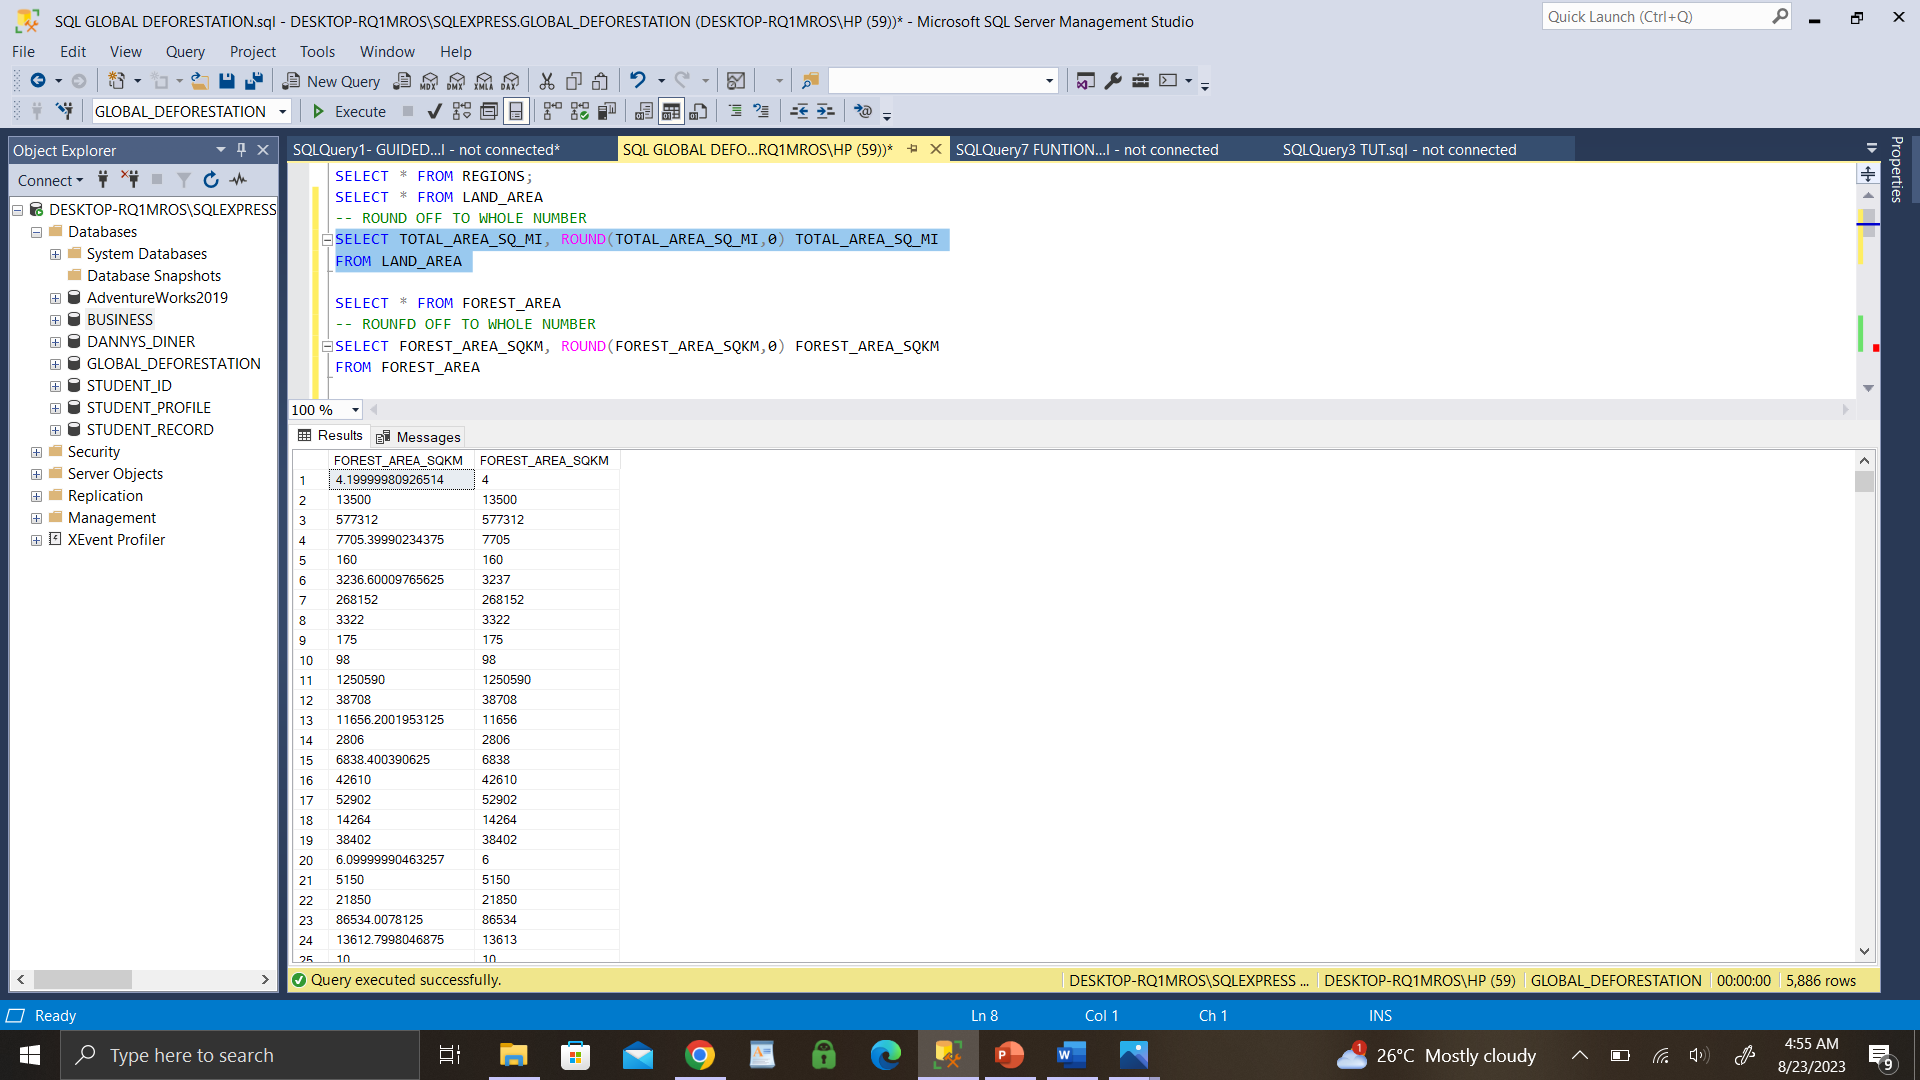 SQL GLOBAL DEFORESTATION.sql - DESKTOP-RQ1MROS\SQLEXPRESS.GLOBAL_DEFORESTATION (DESKTOP-RQ1MROS\HP (59))* - Microsoft SQL Server Management Studio
Quick Launch (Ctrl+Q)
File Edit View Query Project Tools Window Help
New Query MDX DMX XMLA DAX
GLOBAL_DEFORESTATION Execute
Object Explorer
Connect
DESKTOP-RQ1MROS\SQLEXPRESS
Databases
System Databases
Database Snapshots
AdventureWorks2019
BUSINESS
DANNYS_DINER
GLOBAL_DEFORESTATION
STUDENT_ID
STUDENT_PROFILE
STUDENT_RECORD
Security
Server Objects
Replication
Management
XEvent Profiler
SQLQuery1- GUIDED...l - not connected*
SQL GLOBAL DEFO...RQ1MROS\HP (59))*
SQLQuery7 FUNTION...l - not connected
SQLQuery3 TUT.sql - not connected
Properties
SELECT * FROM REGIONS;
SELECT * FROM LAND_AREA
-- ROUND OFF TO WHOLE NUMBER
SELECT TOTAL_AREA_SQ_MI, ROUND(TOTAL_AREA_SQ_MI,0) TOTAL_AREA_SQ_MI
FROM LAND_AREA
SELECT * FROM FOREST_AREA
-- ROUNFD OFF TO WHOLE NUMBER
SELECT FOREST_AREA_SQKM, ROUND(FOREST_AREA_SQKM,0) FOREST_AREA_SQKM
FROM FOREST_AREA
100 %
Results Messages
FOREST_AREA_SQKM FOREST_AREA_SQKM
1 4.19999980926514 4
2 13500 13500
3 577312 577312
4 7705.39990234375 7705
5 160 160
6 3236.60009765625 3237
7 268152 268152
8 3322 3322
9 175 175
10 98 98
11 1250590 1250590
12 38708 38708
13 11656.2001953125 11656
14 2806 2806
15 6838.400390625 6838
16 42610 42610
17 52902 52902
18 14264 14264
19 38402 38402
20 6.09999990463257 6
21 5150 5150
22 21850 21850
23 86534.0078125 86534
24 13612.7998046875 13613
25 10 10
Query executed successfully.
DESKTOP-RQ1MROS\SQLEXPRESS ... DESKTOP-RQ1MROS\HP (59) GLOBAL_DEFORESTATION 00:00:00 5,886 rows
Ready Ln 8 Col 1 Ch 1 INS
Type here to search
1 26°C Mostly cloudy
4:55 AM
8/23/2023
9